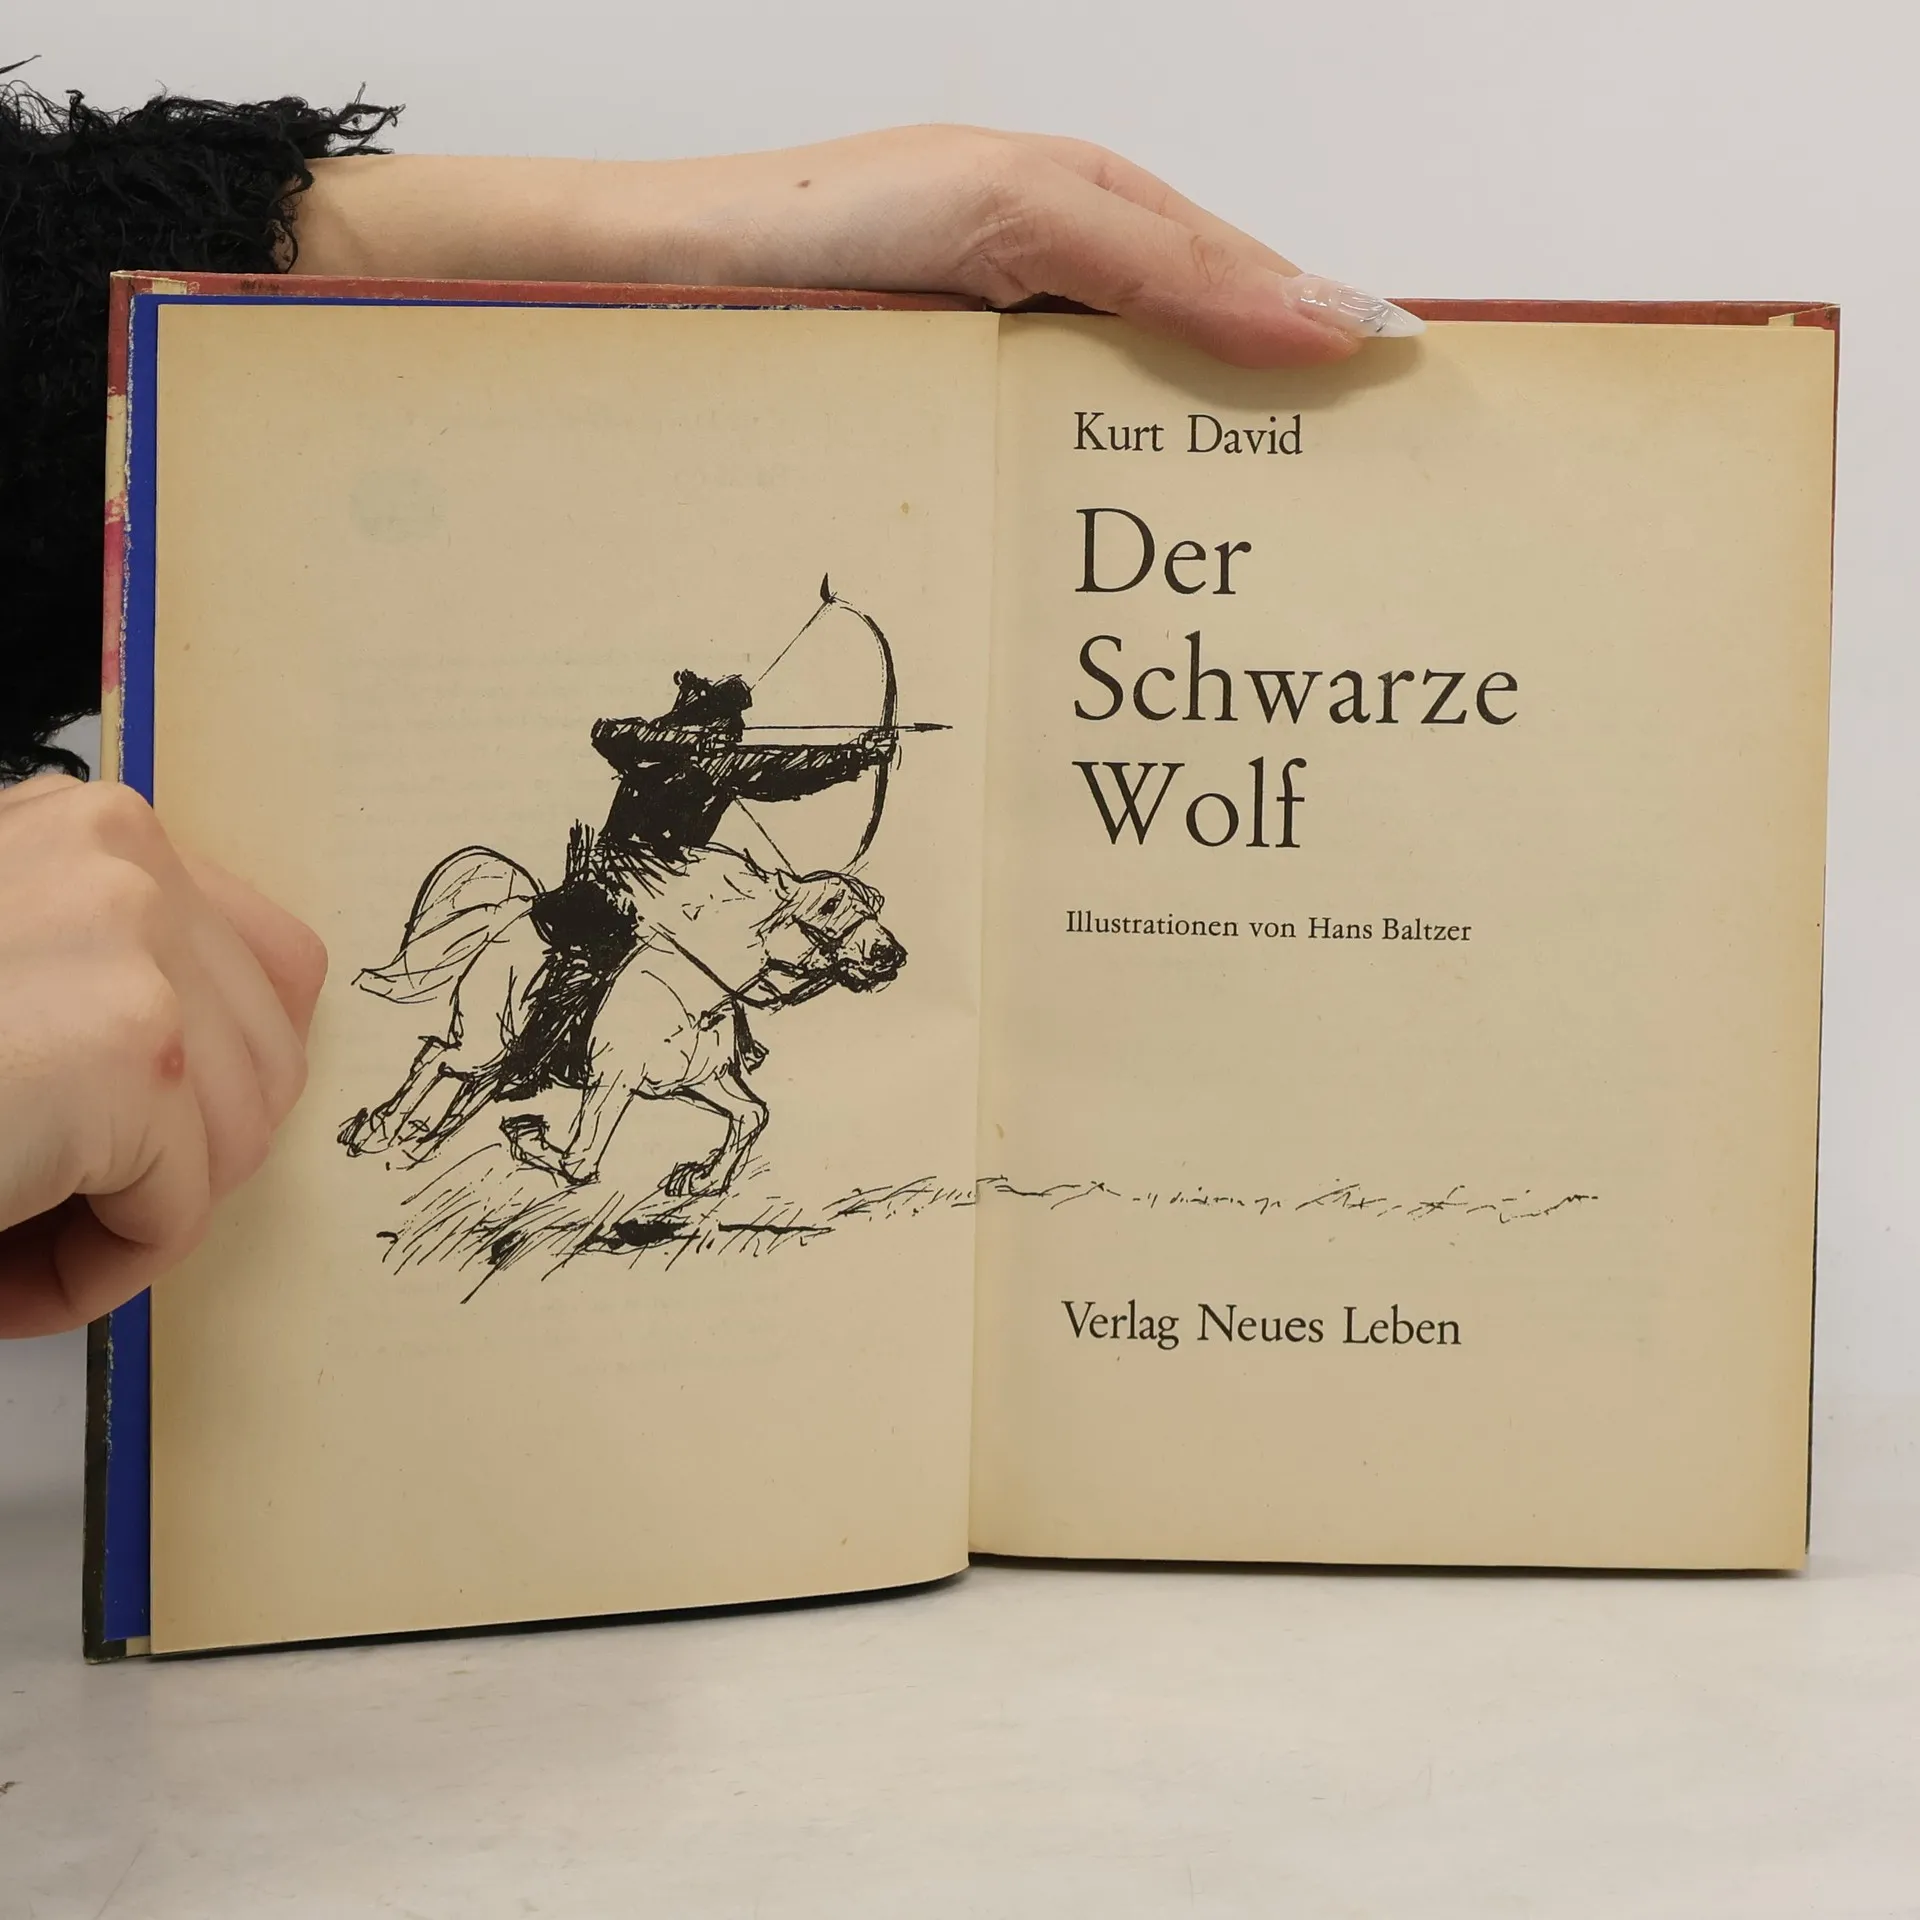 Kurt David
Der
Schwarze
Wolf
Illustrationen von Hans Baltzer
Verlag Neues Leben